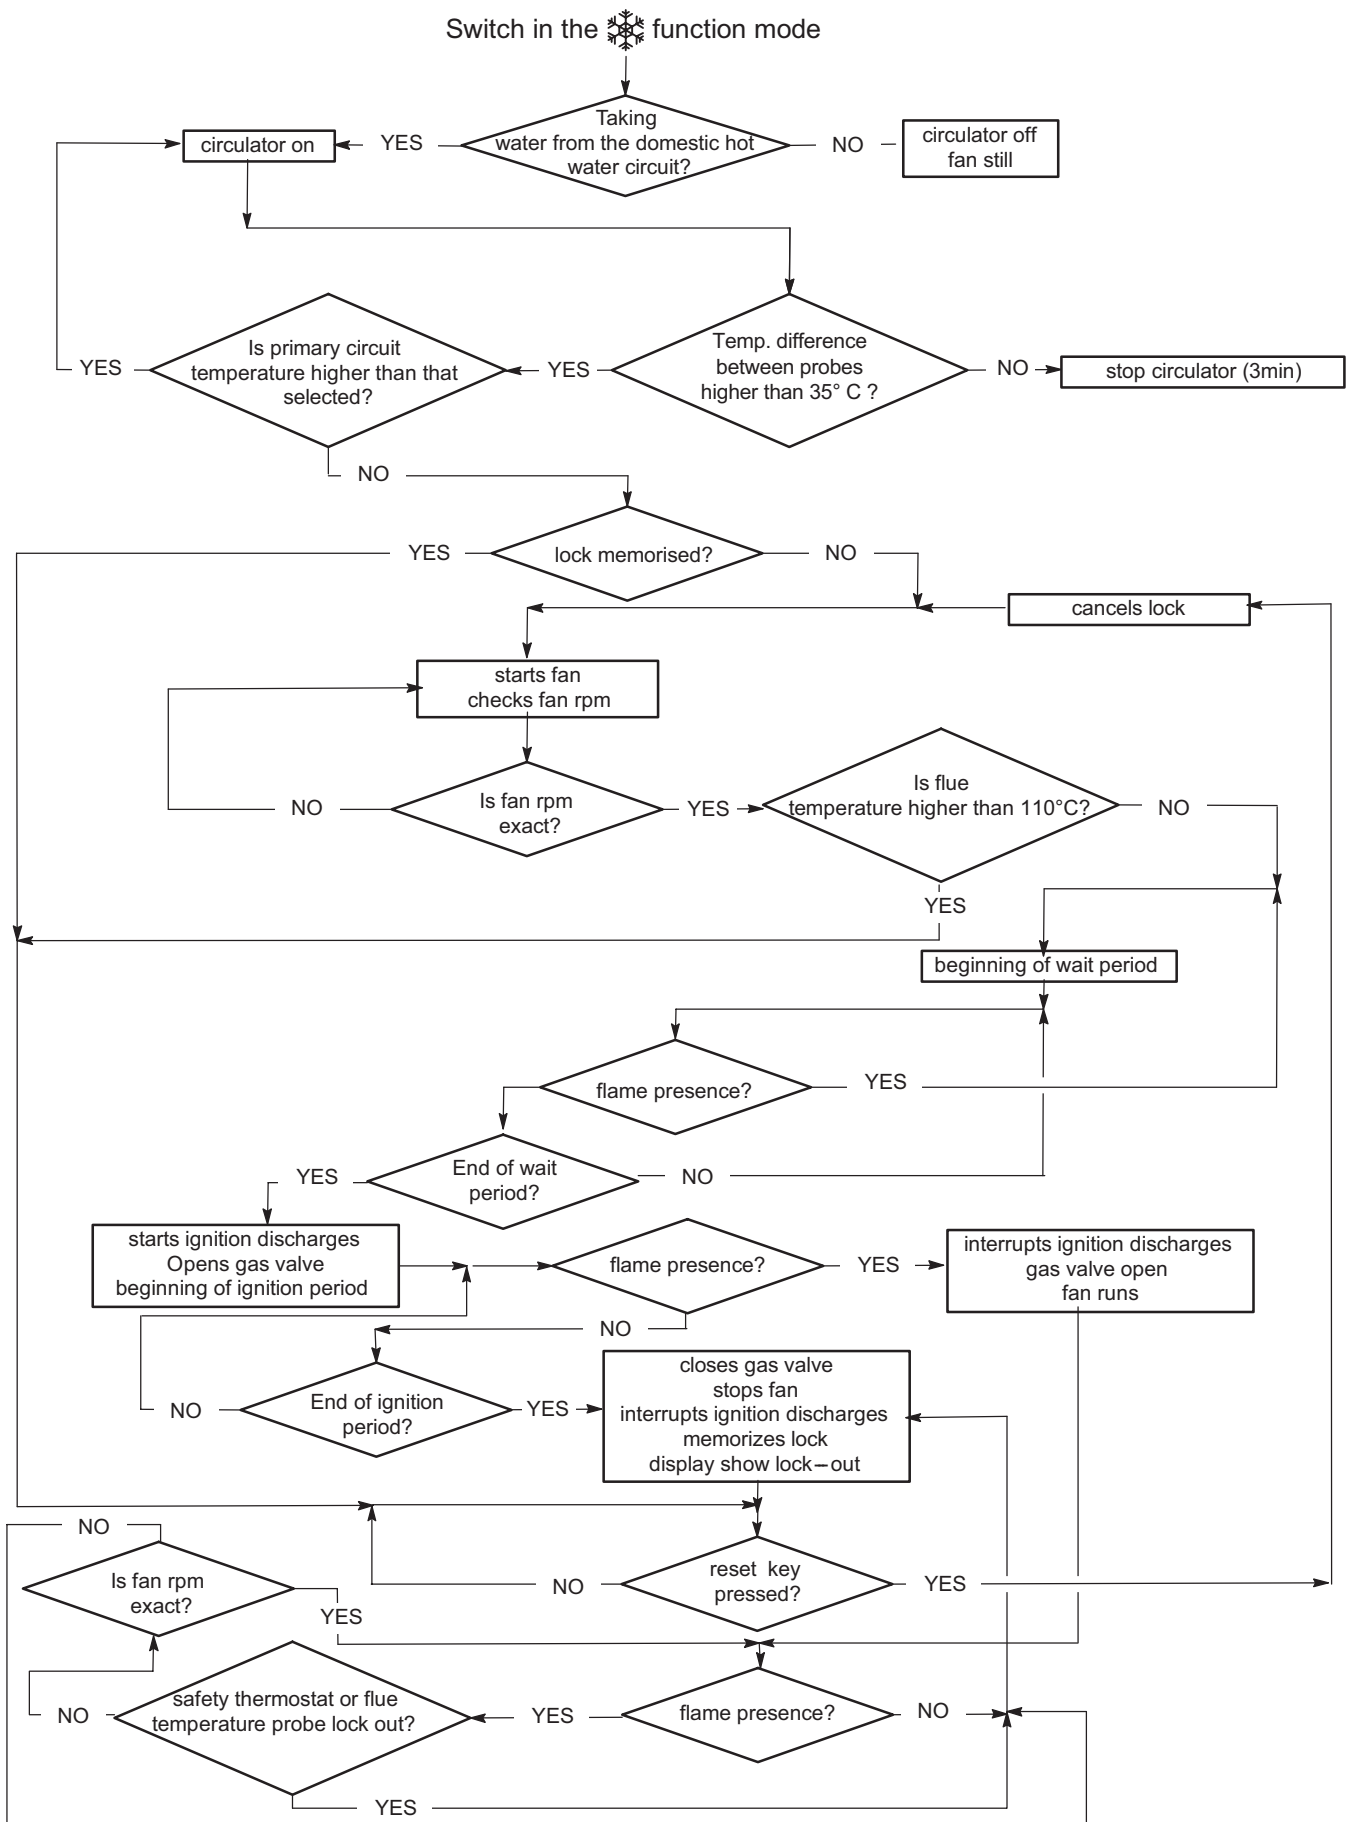 Switch in the function mode
Taking
water from the domestic hot
water circuit?
YES
circulator on
NO
circulator off
fan still
Is primary circuit
temperature higher than that
selected?
YES
YES
Temp. difference
between probes
higher than 35° C ?
NO
stop circulator (3min)
NO
YES
lock memorised?
NO
cancels lock
starts fan
checks fan rpm
NO
Is fan rpm
exact?
YES
Is flue
temperature higher than 110°C?
NO
YES
beginning of wait period
flame presence?
YES
YES
End of wait
period?
NO
starts ignition discharges
Opens gas valve
beginning of ignition period
flame presence?
YES
interrupts ignition discharges
gas valve open
fan runs
NO
NO
End of ignition
period?
YES
closes gas valve
stops fan
interrupts ignition discharges
memorizes lock
display show lock-out
NO
Is fan rpm
exact?
YES
NO
reset key
pressed?
YES
NO
safety thermostat or flue
temperature probe lock out?
YES
flame presence?
NO
YES